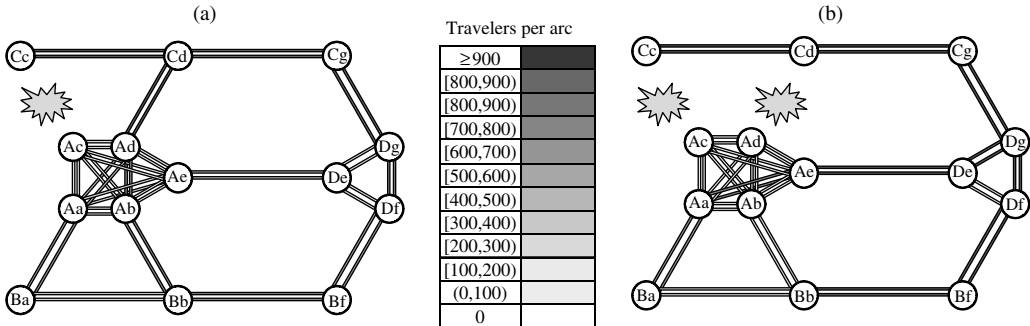 (a)
Cc
Cd
Cg
Ac
Ad
Dg
Ae
De
Aa
Ab
Df
Ba
Bb
Bf
Travelers per arc
≥900
[800,900)
[800,900)
[700,800)
[600,700)
[500,600)
[400,500)
[300,400)
[200,300)
[100,200)
(0,100)
0
(b)
Cc
Cd
Cg
Ac
Ad
Dg
Ae
De
Aa
Ab
Df
Ba
Bb
Bf